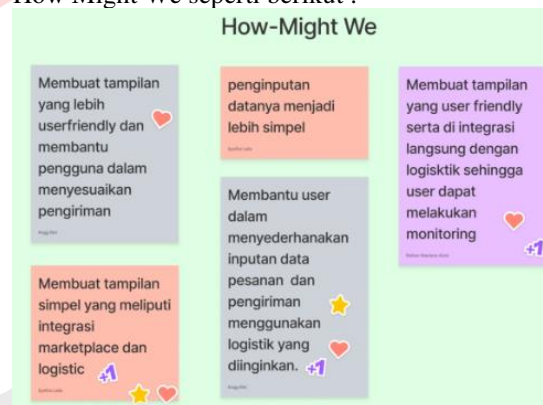 How-Might We seperti berikut :
How-Might We
Membuat tampilan
yang lebih
userfriendly dan
membantu
pengguna dalam
menyesuaikan
pengiriman
Membuat tampilan
simpel yang meliputi
integrasi
marketplace dan
logistic
+1
penginputan
datanya menjadi
lebih simpel
Membantu user
dalam
menyederhanakan
inputan data
pesanan dan
pengiriman
menggunakan
logistik yang
diinginkan.
+1
Membuat tampilan
yang user friendly
serta di integrasi
langsung dengan
logisktik sehingga
user dapat
melakukan
monitoring
+1